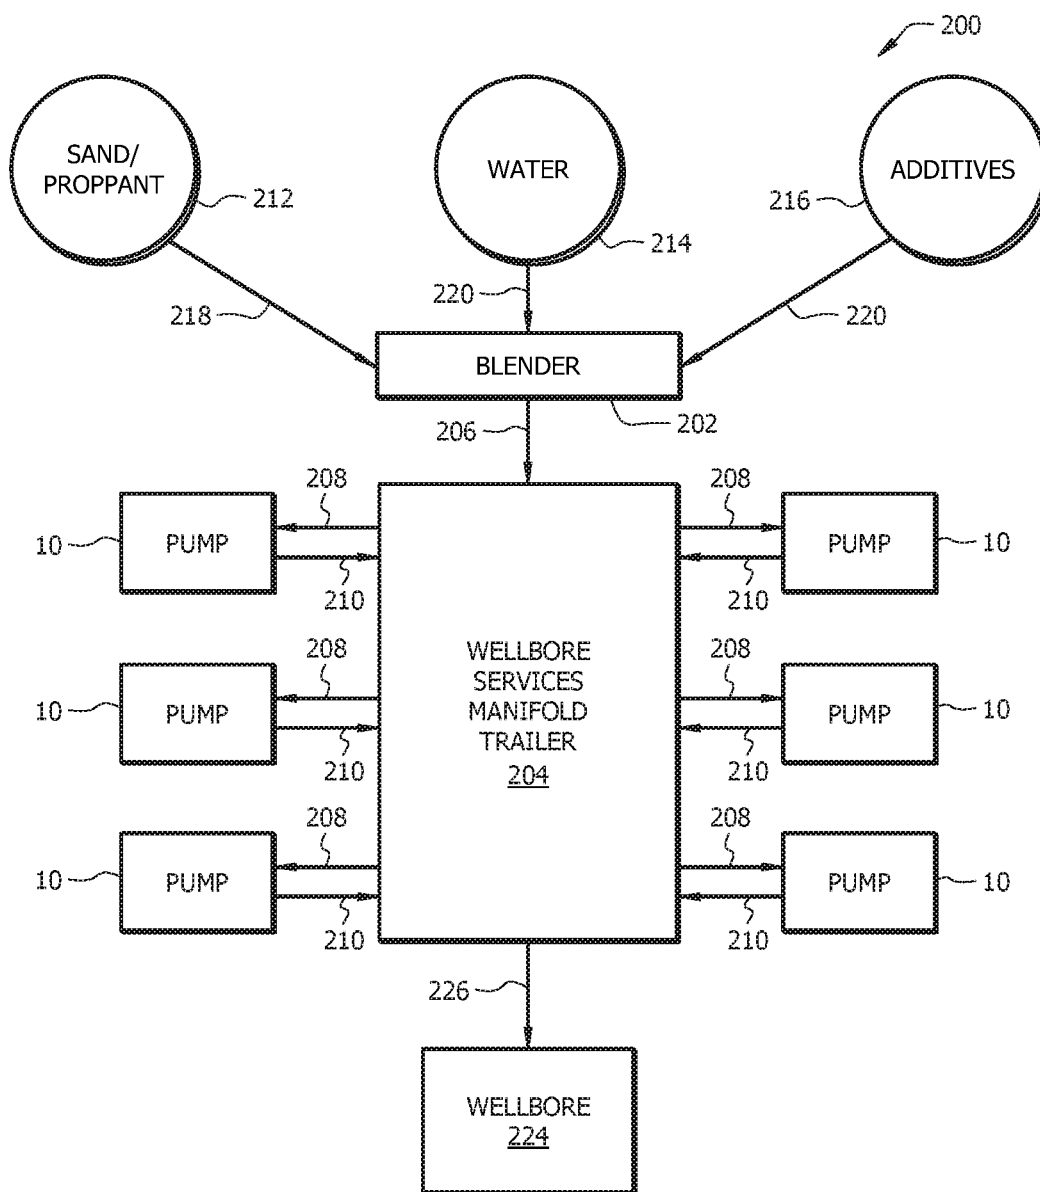 200
SAND/
PROPPANT
WATER
ADDITIVES
212
214
216
218
220
220
BLENDER
206
202
208
208
10
PUMP
PUMP
10
210
210
208
208
WELLBORE
SERVICES
MANIFOLD
TRAILER
204
10
PUMP
PUMP
10
210
210
208
208
10
PUMP
PUMP
10
210
210
226
WELLBORE
224